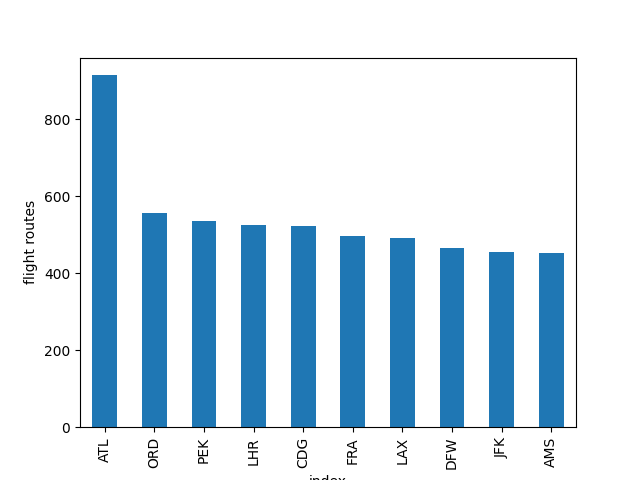 flight routes
800
600
400
200
0
ATL
ORD
PEK
LHR
CDG
FRA
LAX
DFW
JFK
AMS
index